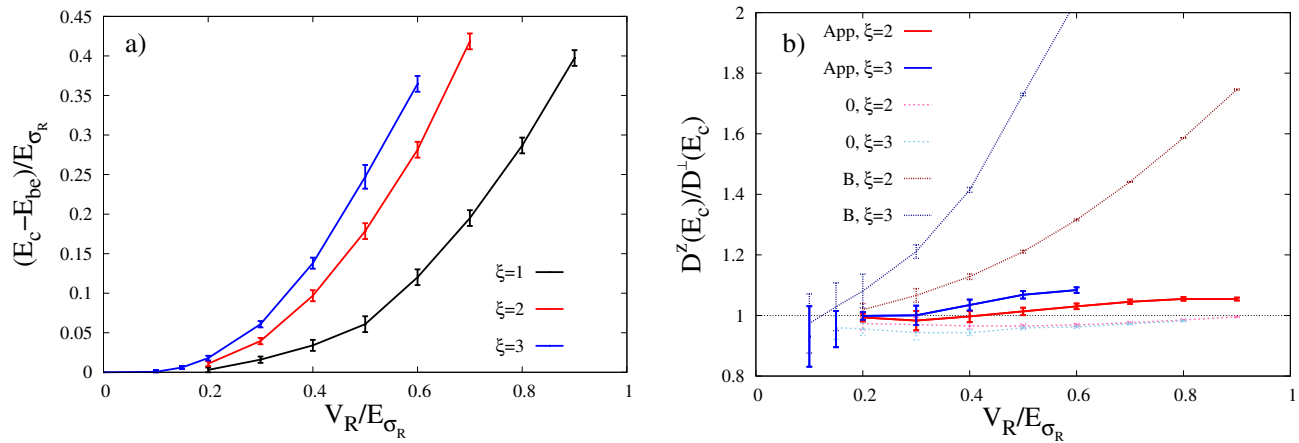 a)
(E_c−E_be)/E_σ_R
0.45
0.4
0.35
0.3
0.25
0.2
0.15
0.1
0.05
0
ξ=1
ξ=2
ξ=3
0 0.2 0.4 0.6 0.8 1
V_R/E_σ_R
b)
D^Z(E_c)/D^⊥(E_c)
2
1.8
1.6
1.4
1.2
1
0.8
App, ξ=2
App, ξ=3
0, ξ=2
0, ξ=3
B, ξ=2
B, ξ=3
0 0.2 0.4 0.6 0.8 1
V_R/E_σ_R